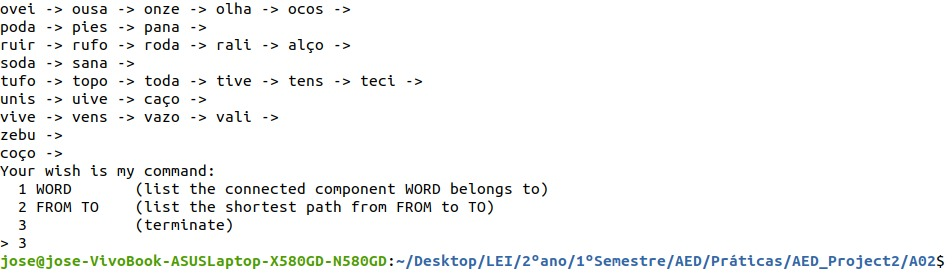 ovei -> ousa -> onze -> olha -> ocos ->
poda -> pies -> pana ->
ruir -> rufo -> roda -> rali -> alço ->
soda -> sana ->
tufo -> topo -> toda -> tive -> tens -> teci ->
unis -> uive -> caço ->
vive -> vens -> vazo -> vali ->
zebu ->
coço ->
Your wish is my command:
  1 WORD       (list the connected component WORD belongs to)
  2 FROM TO    (list the shortest path from FROM to TO)
  3            (terminate)
> 3
jose@jose-VivoBook-ASUSLaptop-X580GD-N580GD:~/Desktop/LEI/2ºano/1ºSemestre/AED/Práticas/AED_Project2/A02$